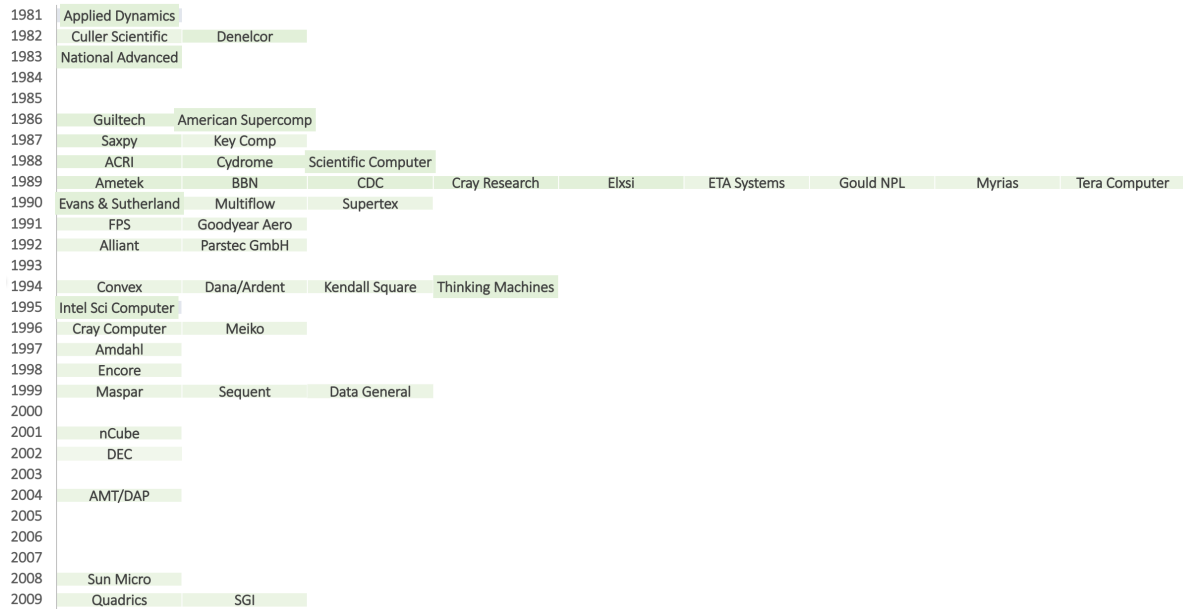 1981 Applied Dynamics
1982 Culler Scientific Denelcor
1983 National Advanced
1984
1985
1986 Guiltech American Supercomp
1987 Saxpy Key Comp
1988 ACRI Cydrome Scientific Computer
1989 Ametek BBN CDC Cray Research Elxsi ETA Systems Gould NPL Myrias Tera Computer
1990 Evans & Sutherland Multiflow Supertex
1991 FPS Goodyear Aero
1992 Alliant Parstec GmbH
1993
1994 Convex Dana/Ardent Kendall Square Thinking Machines
1995 Intel Sci Computer
1996 Cray Computer Meiko
1997 Amdahl
1998 Encore
1999 Maspar Sequent Data General
2000
2001 nCube
2002 DEC
2003
2004 AMT/DAP
2005
2006
2007
2008 Sun Micro
2009 Quadrics SGI